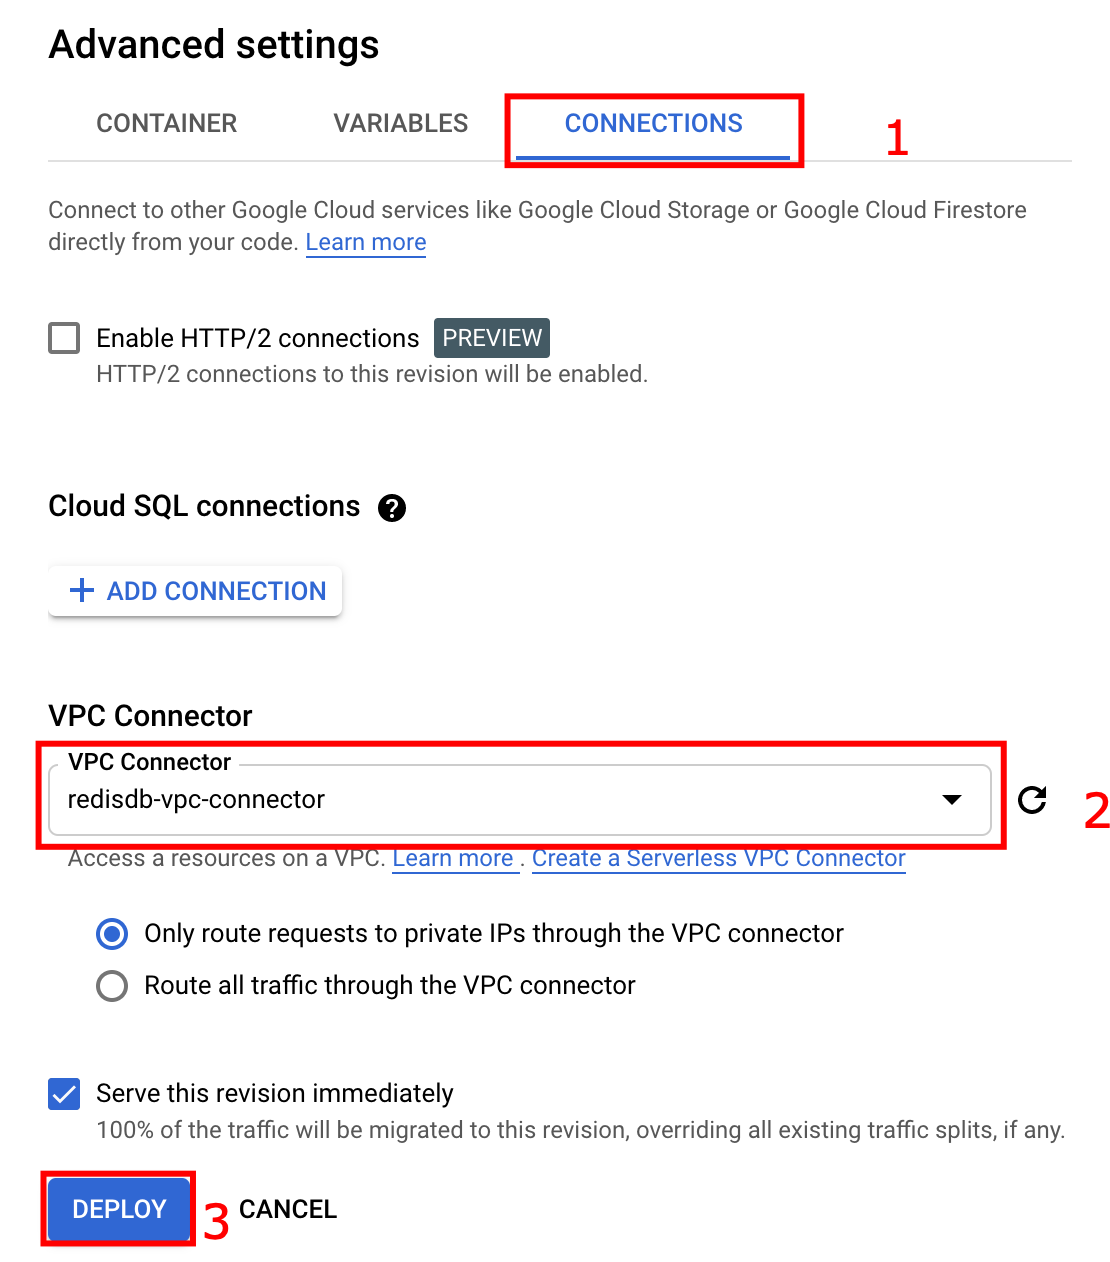 Advanced settings
CONTAINER VARIABLES CONNECTIONS 1
Connect to other Google Cloud services like Google Cloud Storage or Google Cloud Firestore
directly from your code. Learn more
Enable HTTP/2 connections PREVIEW
HTTP/2 connections to this revision will be enabled.
Cloud SQL connections ?
+ ADD CONNECTION
VPC Connector
VPC Connector
redisdb-vpc-connector 2
Access a resources on a VPC. Learn more . Create a Serverless VPC Connector
Only route requests to private IPs through the VPC connector
Route all traffic through the VPC connector
Serve this revision immediately
100% of the traffic will be migrated to this revision, overriding all existing traffic splits, if any.
DEPLOY 3 CANCEL